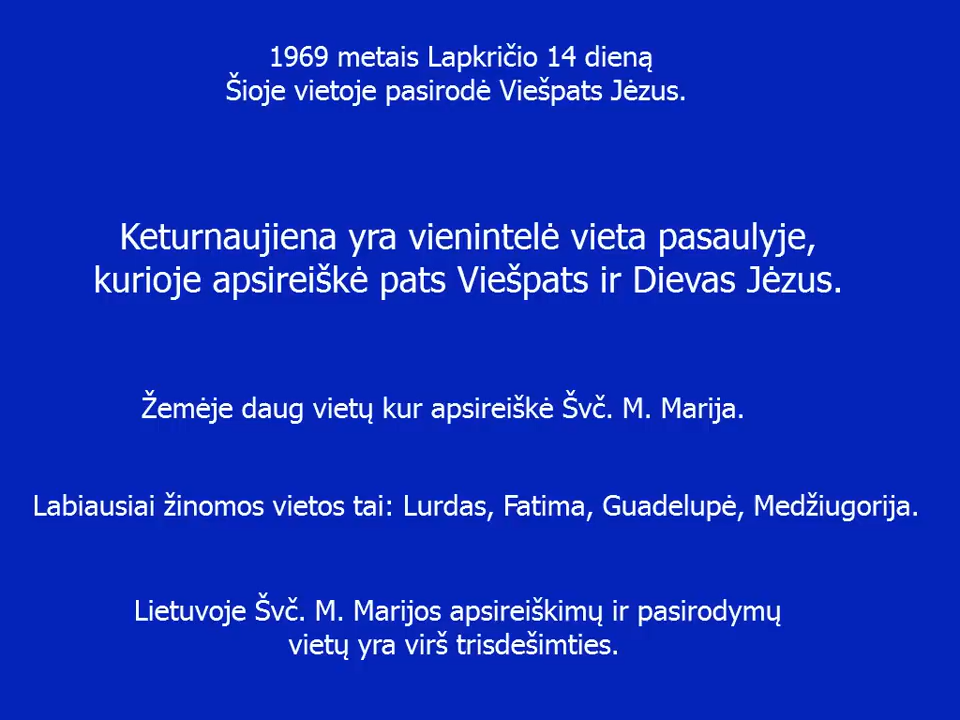 1969 metais Lapkričio 14 dieną
Šioje vietoje pasirodė Viešpats Jėzus.
Keturnaujiena yra vienintelė vieta pasaulyje,
kurioje apsireiškė pats Viešpats ir Dievas Jėzus.
Žemėje daug vietų kur apsireiškė Švč. M. Marija.
Labiausiai žinomos vietos tai: Lurdas, Fatima, Guadelupė, Medžiugorija.
Lietuvoje Švč. M. Marijos apsireiškimų ir pasirodymų
vietų yra virš trisdešimties.